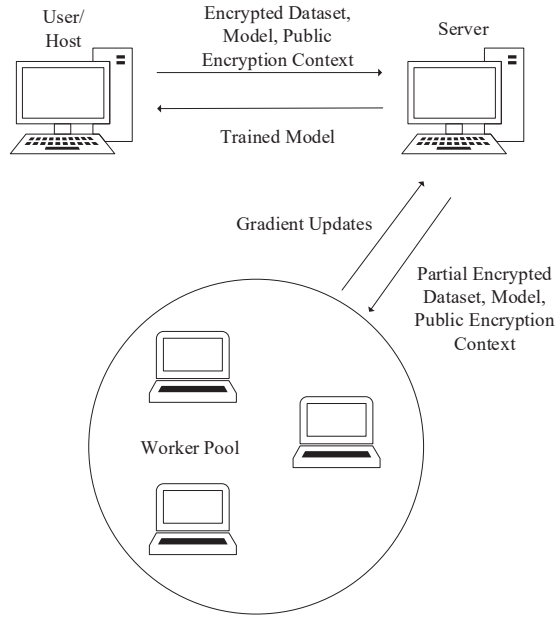 User/
Host
Encrypted Dataset,
Model, Public
Encryption Context
Server
Trained Model
Gradient Updates
Partial Encrypted
Dataset, Model,
Public Encryption
Context
Worker Pool